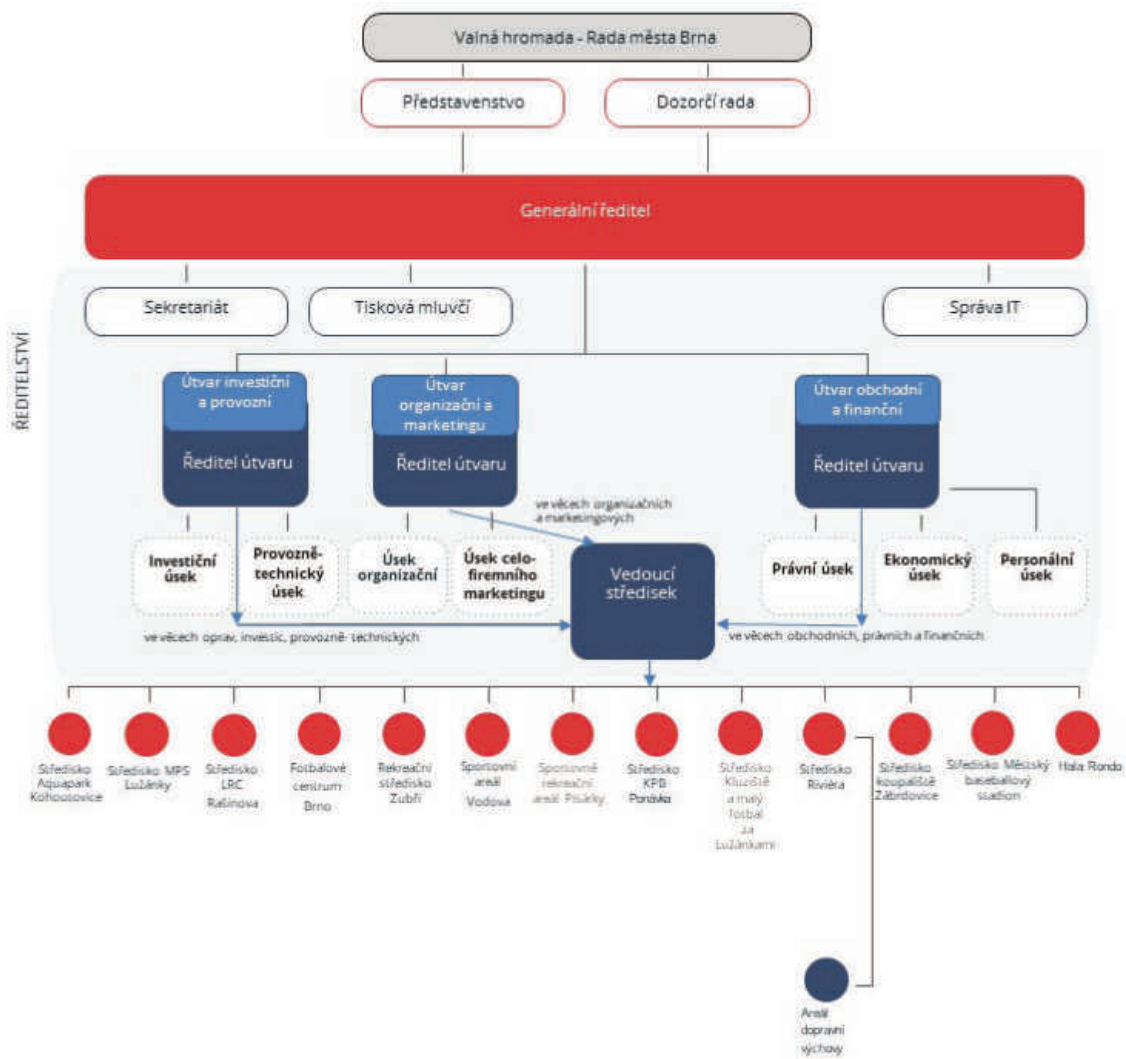 Valná hromada - Rada města Brna
Představenstvo
Dozorčí rada
Generální ředitel
ŘEDITELSTVÍ
Sekretariát
Tisková mluvčí
Správa IT
Útvar investiční
a provozní
Ředitel útvaru
Útvar
organizační a
marketingu
Ředitel útvaru
Útvar obchodní
a finanční
Ředitel útvaru
ve věcech organizačních
a marketingových
Investiční
úsek
Provozně-
technický
úsek
Úsek
organizační
Úsek celo-
firemního
marketingu
Vedoucí
středisek
Právní úsek
Ekonomický
úsek
Personální
úsek
ve věcech oprav, investic, provozně- technických
ve věcech obchodních, právních a finančních
Středisko
Aquapark
Kohoutovice
Středisko MPS
Lužánky
Středisko
LRC
Rašínova
Fotbalové
centrum
Brno
Rekreační
středisko
Zubří
Sportovní
areál
Vodova
Sportovně
rekreační
areál Pisárky
Středisko
KPB
Ponávka
Středisko
Kluziště
a malý
fotbal
za
Lužánkami
Středisko
Riviéra
Středisko
koupaliště
Zábrdovice
Středisko Městský
baseballový
Hala Rondo
Areál
dopravní
výchovy